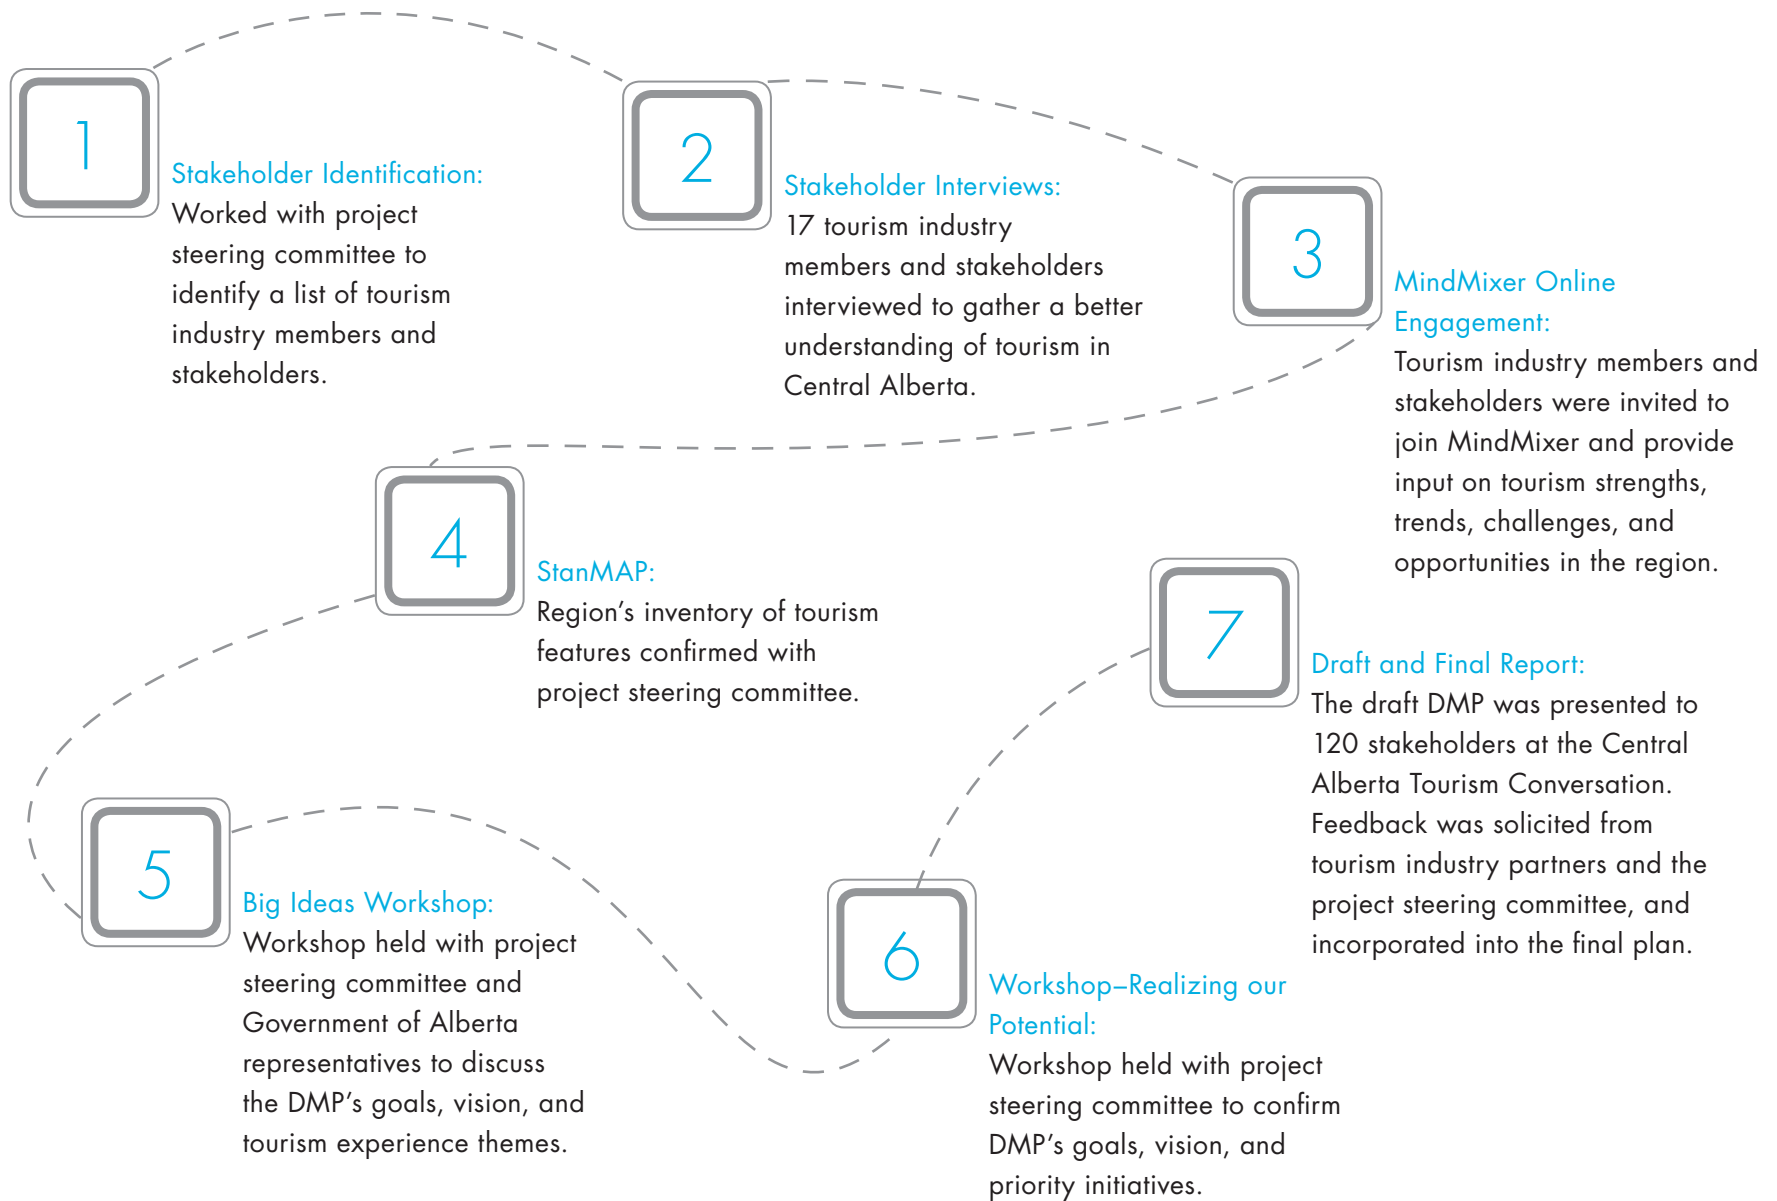 1
Stakeholder Identification:
Worked with project
steering committee to
identify a list of tourism
industry members and
stakeholders.
2
Stakeholder Interviews:
17 tourism industry
members and stakeholders
interviewed to gather a better
understanding of tourism in
Central Alberta.
3
MindMixer Online
Engagement:
Tourism industry members and
stakeholders were invited to
join MindMixer and provide
input on tourism strengths,
trends, challenges, and
opportunities in the region.
4
StanMAP:
Region’s inventory of tourism
features confirmed with
project steering committee.
5
Big Ideas Workshop:
Workshop held with project
steering committee and
Government of Alberta
representatives to discuss
the DMP’s goals, vision, and
tourism experience themes.
6
Workshop–Realizing our
Potential:
Workshop held with project
steering committee to confirm
DMP’s goals, vision, and
priority initiatives.
7
Draft and Final Report:
The draft DMP was presented to
120 stakeholders at the Central
Alberta Tourism Conversation.
Feedback was solicited from
tourism industry partners and the
project steering committee, and
incorporated into the final plan.